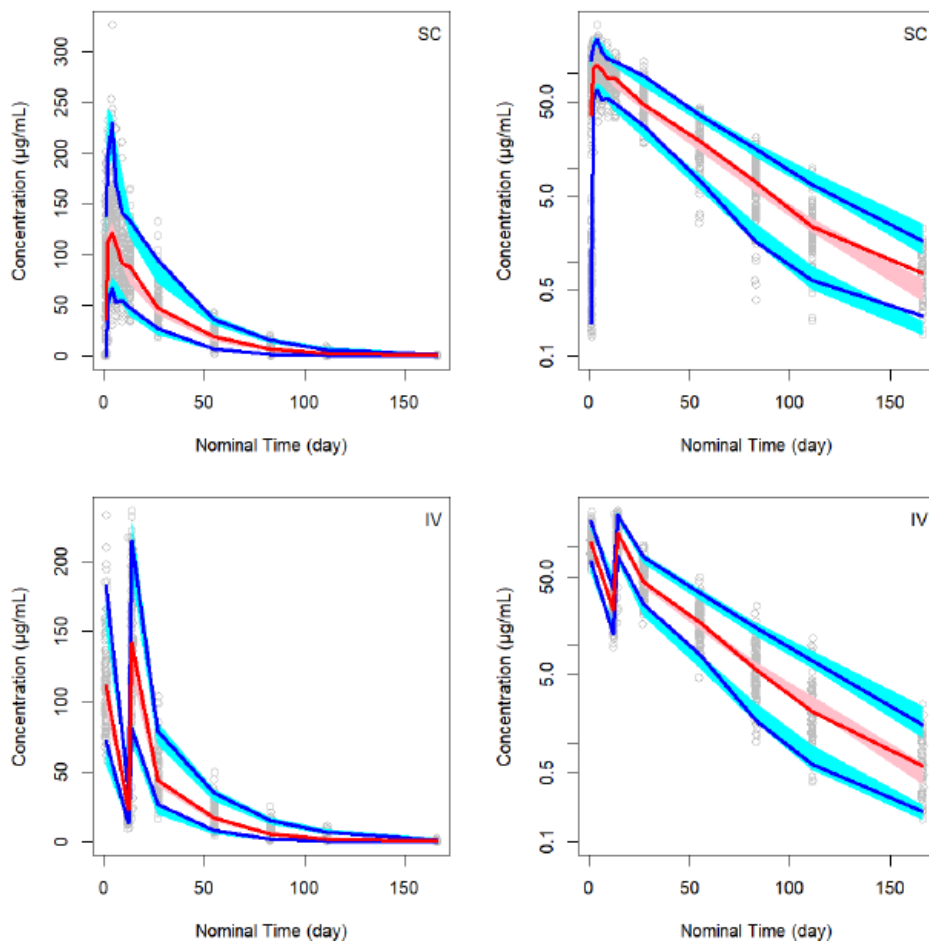 SC
Concentration (µg/mL)
300
250
200
150
100
50
0
0 50 100 150
Nominal Time (day)
SC
Concentration (µg/mL)
50.0
5.0
0.5
0.1
0 50 100 150
Nominal Time (day)
IV
Concentration (µg/mL)
200
150
100
50
0
0 50 100 150
Nominal Time (day)
IV
Concentration (µg/mL)
50.0
5.0
0.5
0.1
0 50 100 150
Nominal Time (day)